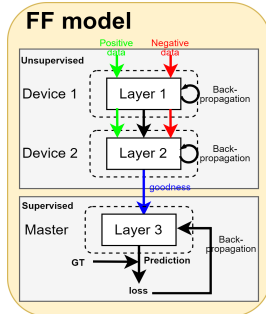 FF model
Positive
data
Negative
data
Unsupervised
Device 1
Layer 1
Back-
propagation
Device 2
Layer 2
Back-
propagation
goodness
Supervised
Master
Layer 3
Back-
propagation
GT
Prediction
loss